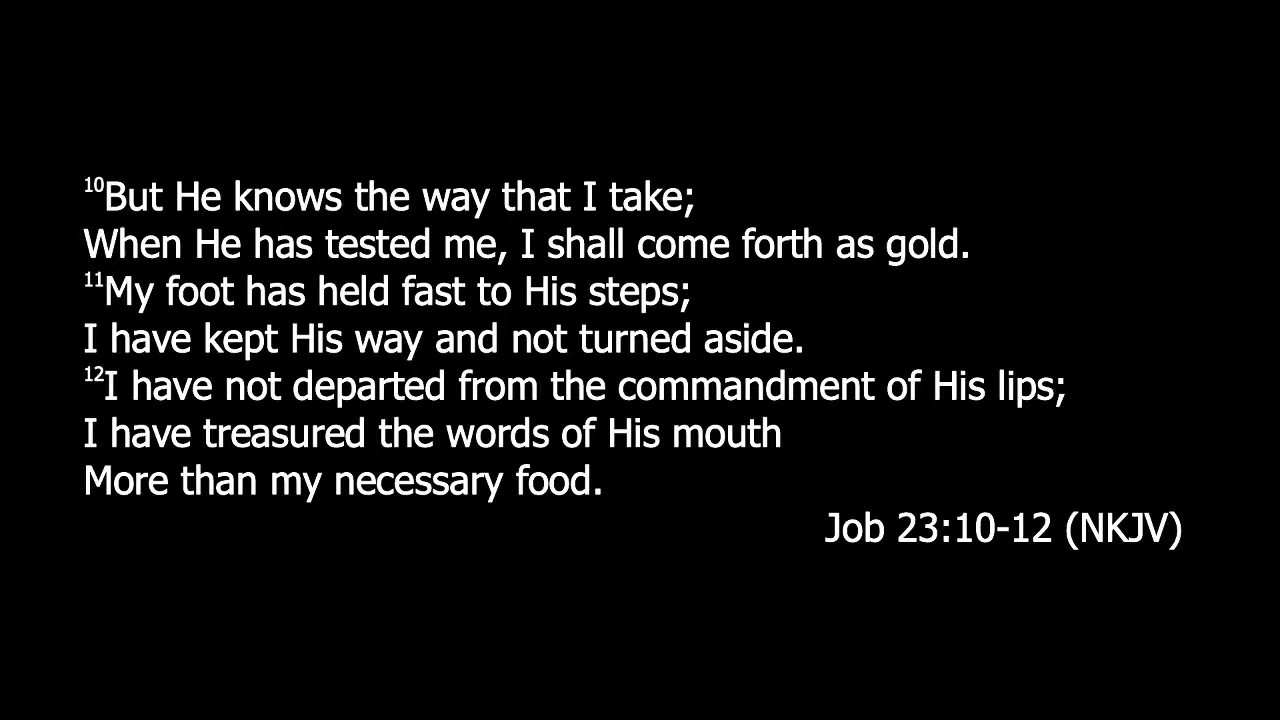 ¹⁰But He knows the way that I take;
When He has tested me, I shall come forth as gold.
¹¹My foot has held fast to His steps;
I have kept His way and not turned aside.
¹²I have not departed from the commandment of His lips;
I have treasured the words of His mouth
More than my necessary food.
Job 23:10-12 (NKJV)